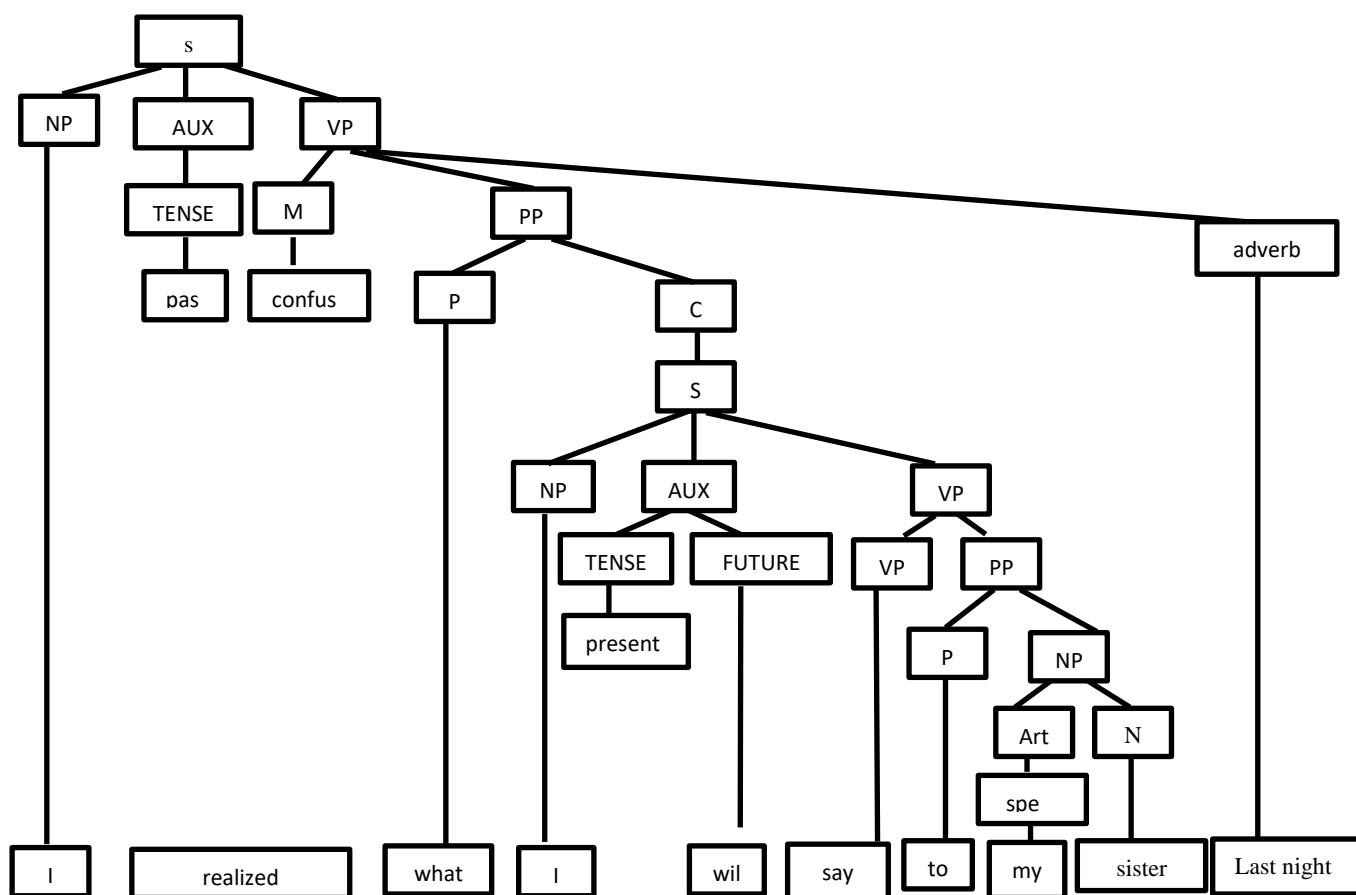 s
NP AUX VP
TENSE M PP
adverb
pas confus P C
S
NP AUX VP
TENSE FUTURE VP PP
present P NP
Art N
spe
I realized what I wil say to my sister Last night